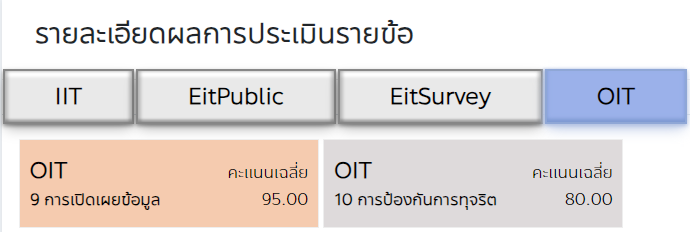 รายละเอียดผลการประเมินรายข้อ
IIT EitPublic EitSurvey OIT
OIT คะแนนเฉลี่ย
9 การเปิดเผยข้อมูล 95.00
OIT คะแนนเฉลี่ย
10 การป้องกันการทุจริต 80.00